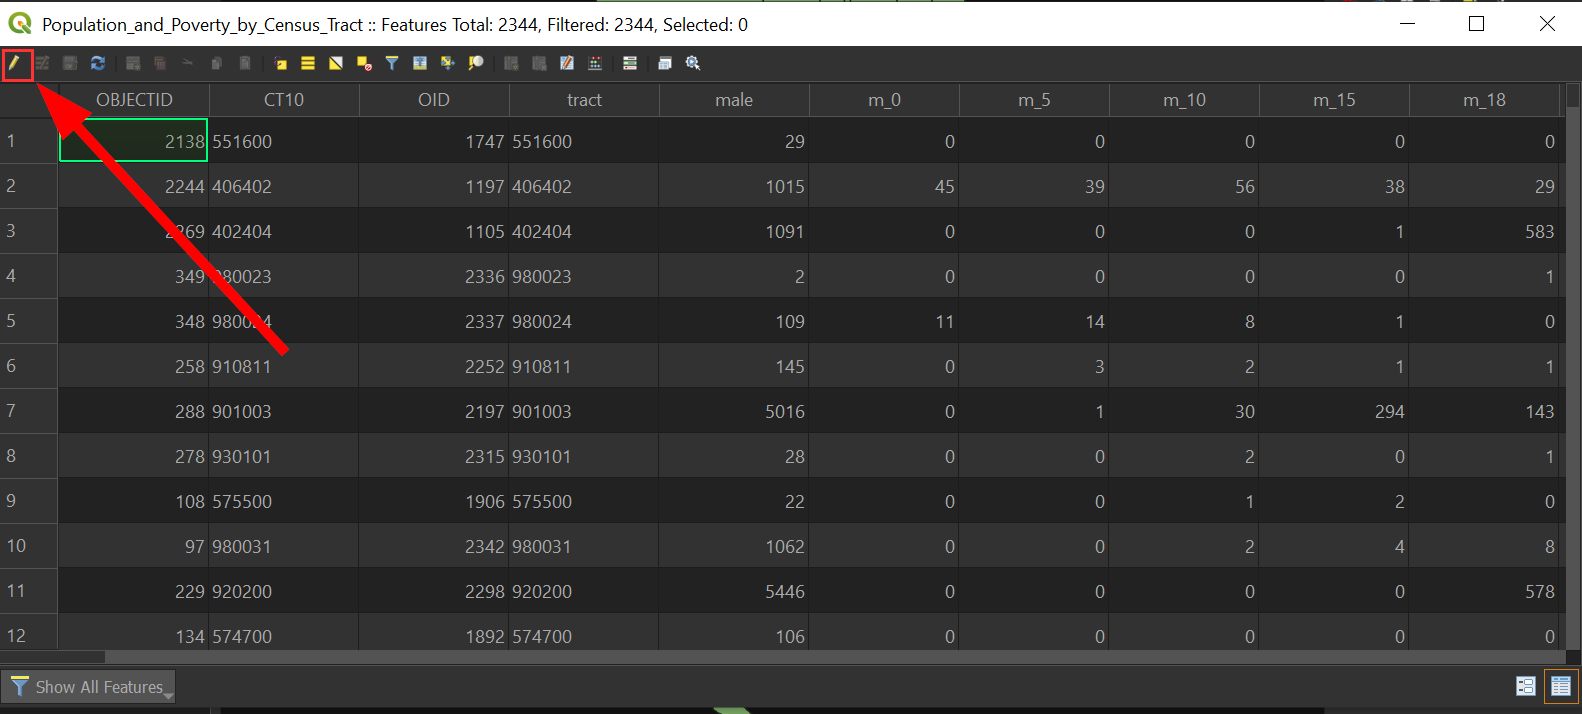 Population_and_Poverty_by_Census_Tract :: Features Total: 2344, Filtered: 2344, Selected: 0
OBJECTID CT10 OID tract male m_0 m_5 m_10 m_15 m_18
1 2138 551600 1747 551600 29 0 0 0 0 0
2 2244 406402 1197 406402 1015 45 39 56 38 29
3 2269 402404 1105 402404 1091 0 0 0 1 583
4 349 980023 2336 980023 2 0 0 0 0 1
5 348 980024 2337 980024 109 11 14 8 1 0
6 258 910811 2252 910811 145 0 3 2 1 1
7 288 901003 2197 901003 5016 0 1 30 294 143
8 278 930101 2315 930101 28 0 0 2 0 1
9 108 575500 1906 575500 22 0 0 1 2 0
10 97 980031 2342 980031 1062 0 0 2 4 8
11 229 920200 2298 920200 5446 0 0 0 0 578
12 134 574700 1892 574700 106 0 0 0 0 0
Show All Features